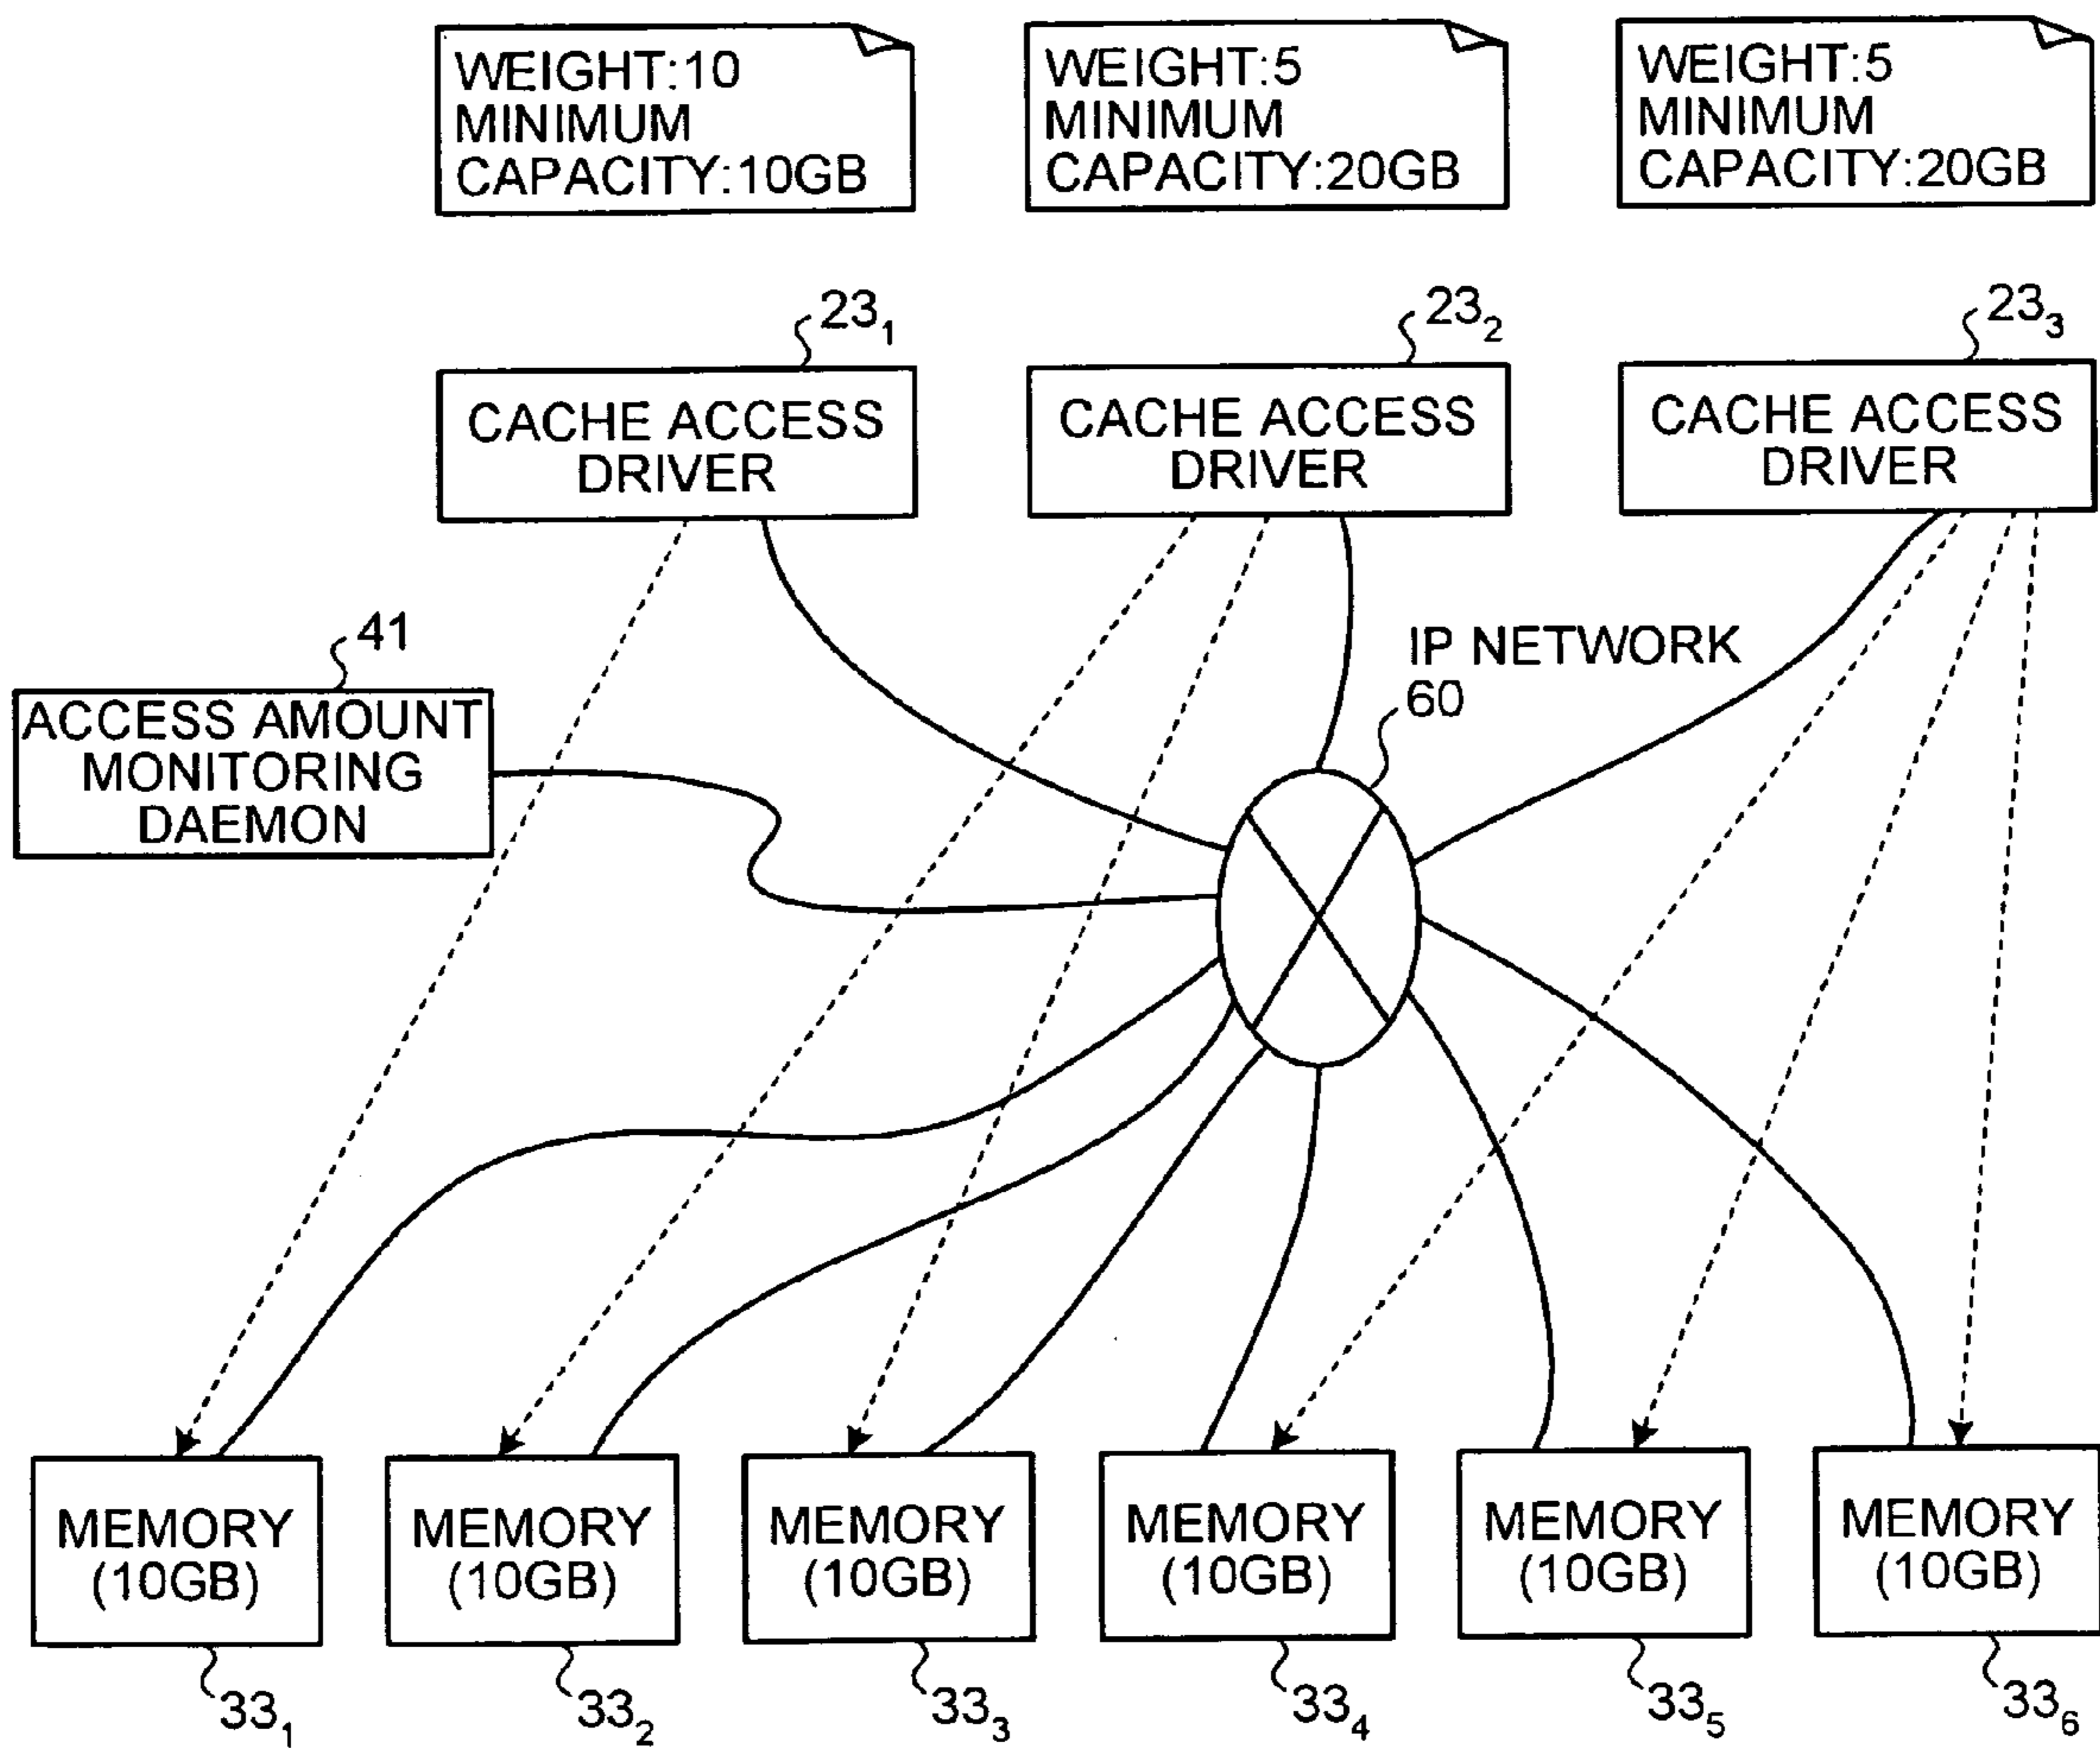 WEIGHT:10
MINIMUM
CAPACITY:10GB
WEIGHT:5
MINIMUM
CAPACITY:20GB
WEIGHT:5
MINIMUM
CAPACITY:20GB
23₁
23₂
23₃
CACHE ACCESS
DRIVER
CACHE ACCESS
DRIVER
CACHE ACCESS
DRIVER
41
ACCESS AMOUNT
MONITORING
DAEMON
IP NETWORK
60
MEMORY
(10GB)
MEMORY
(10GB)
MEMORY
(10GB)
MEMORY
(10GB)
MEMORY
(10GB)
MEMORY
(10GB)
33₁
33₂
33₃
33₄
33₅
33₆